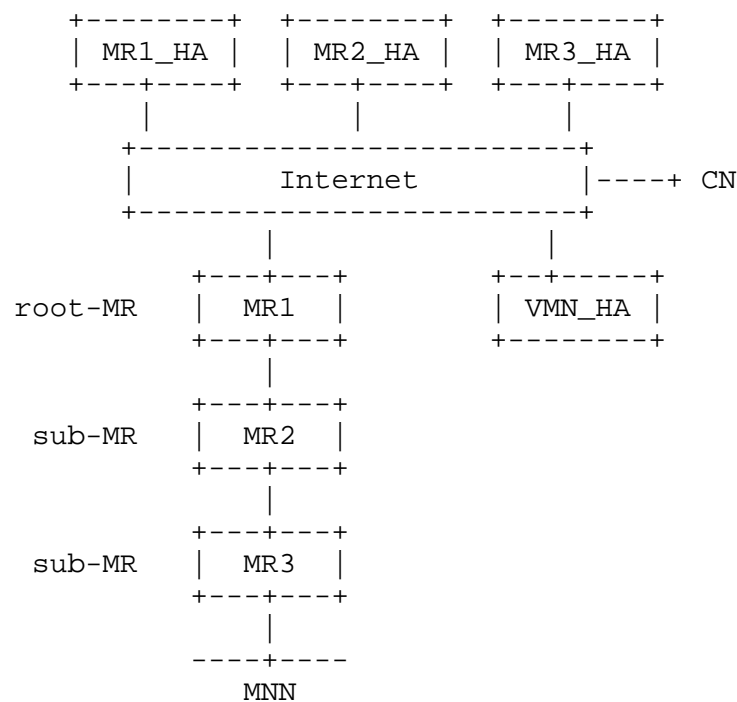 MR1_HA MR2_HA MR3_HA
Internet CN
root-MR MR1 VMN_HA
sub-MR MR2
sub-MR MR3
MNN